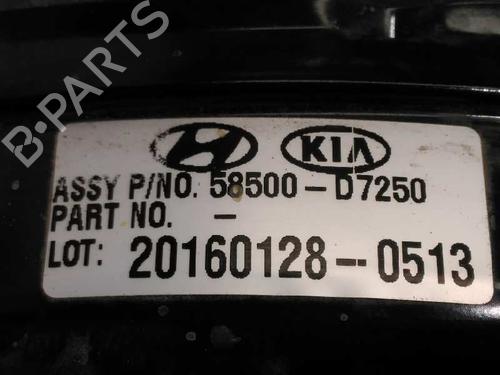 B-PARTS
KIA
ASSY P/NO. 58500-D7250
PART NO. -
LOT: 20160128-0513